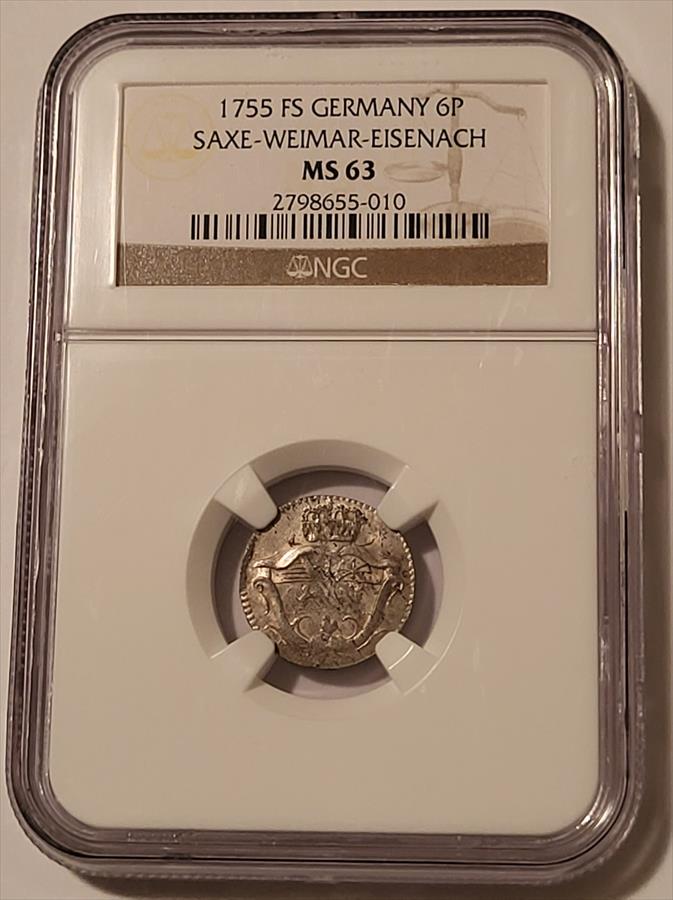 1755 FS GERMANY 6P
SAXE-WEIMAR-EISENACH
MS 63
2798655-010
NGC